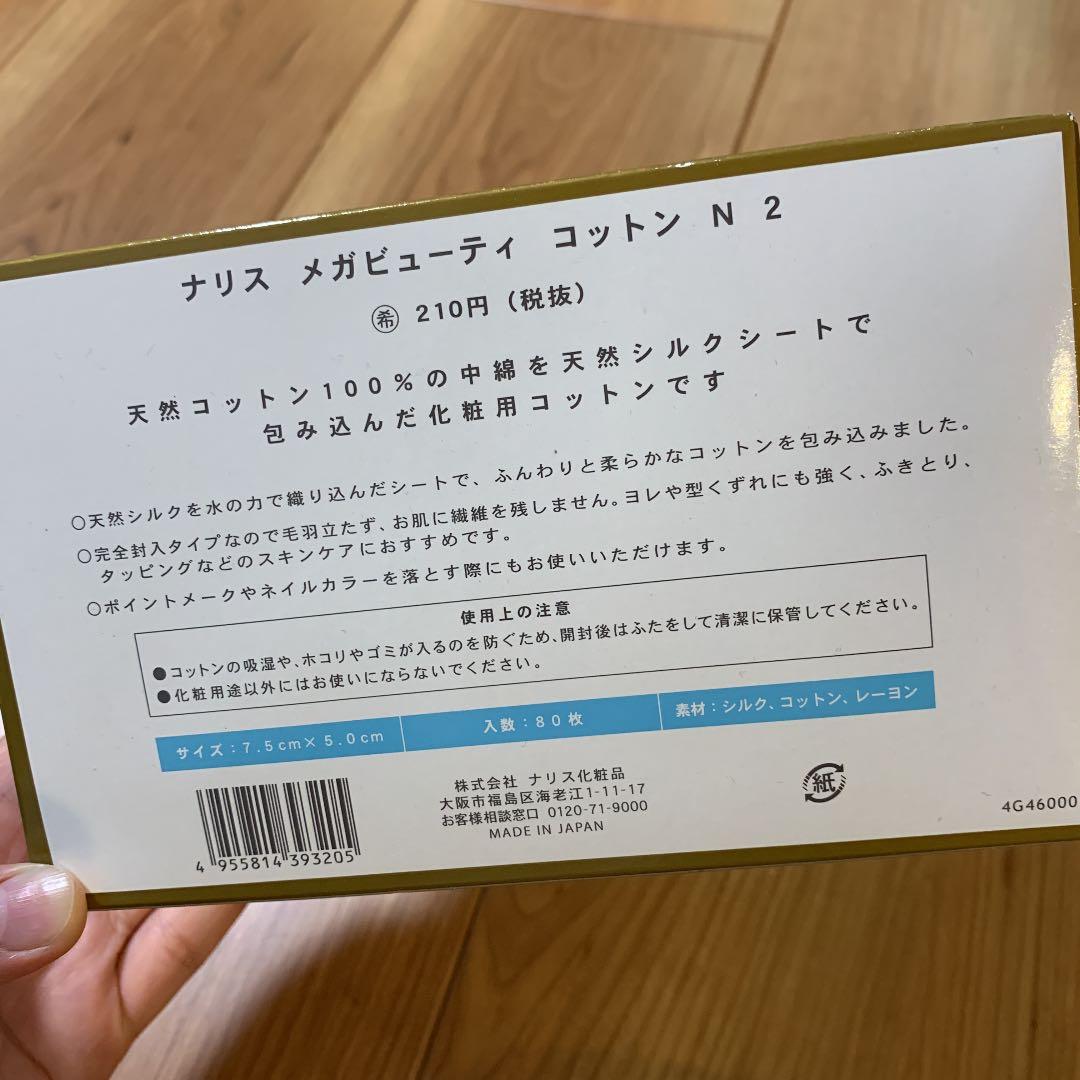 ナリス メガビューティ コットン N 2
㊒希 210円（税抜）
天然コットン100％の中綿を天然シルクシートで
包み込んだ化粧用コットンです
○天然シルクを水の力で織り込んだシートで、ふんわりと柔らかなコットンを包み込みました。
○完全封入タイプなので毛羽立たず、お肌に繊維を残しません。ヨレや型くずれにも強く、ふきとり、
タッピングなどのスキンケアにおすすめです。
○ポイントメークやネイルカラーを落とす際にもお使いいただけます。
使用上の注意
●コットンの吸湿や、ホコリやゴミが入るのを防ぐため、開封後はふたをして清潔に保管してください。
●化粧用途以外にはお使いにならないでください。
サイズ：7.5cm×5.0cm 入数：80枚 素材：シルク、コットン、レーヨン
株式会社 ナリス化粧品
大阪市福島区海老江1-11-17
お客様相談窓口 0120-71-9000
MADE IN JAPAN
紙
4G46000
4 955814 393205